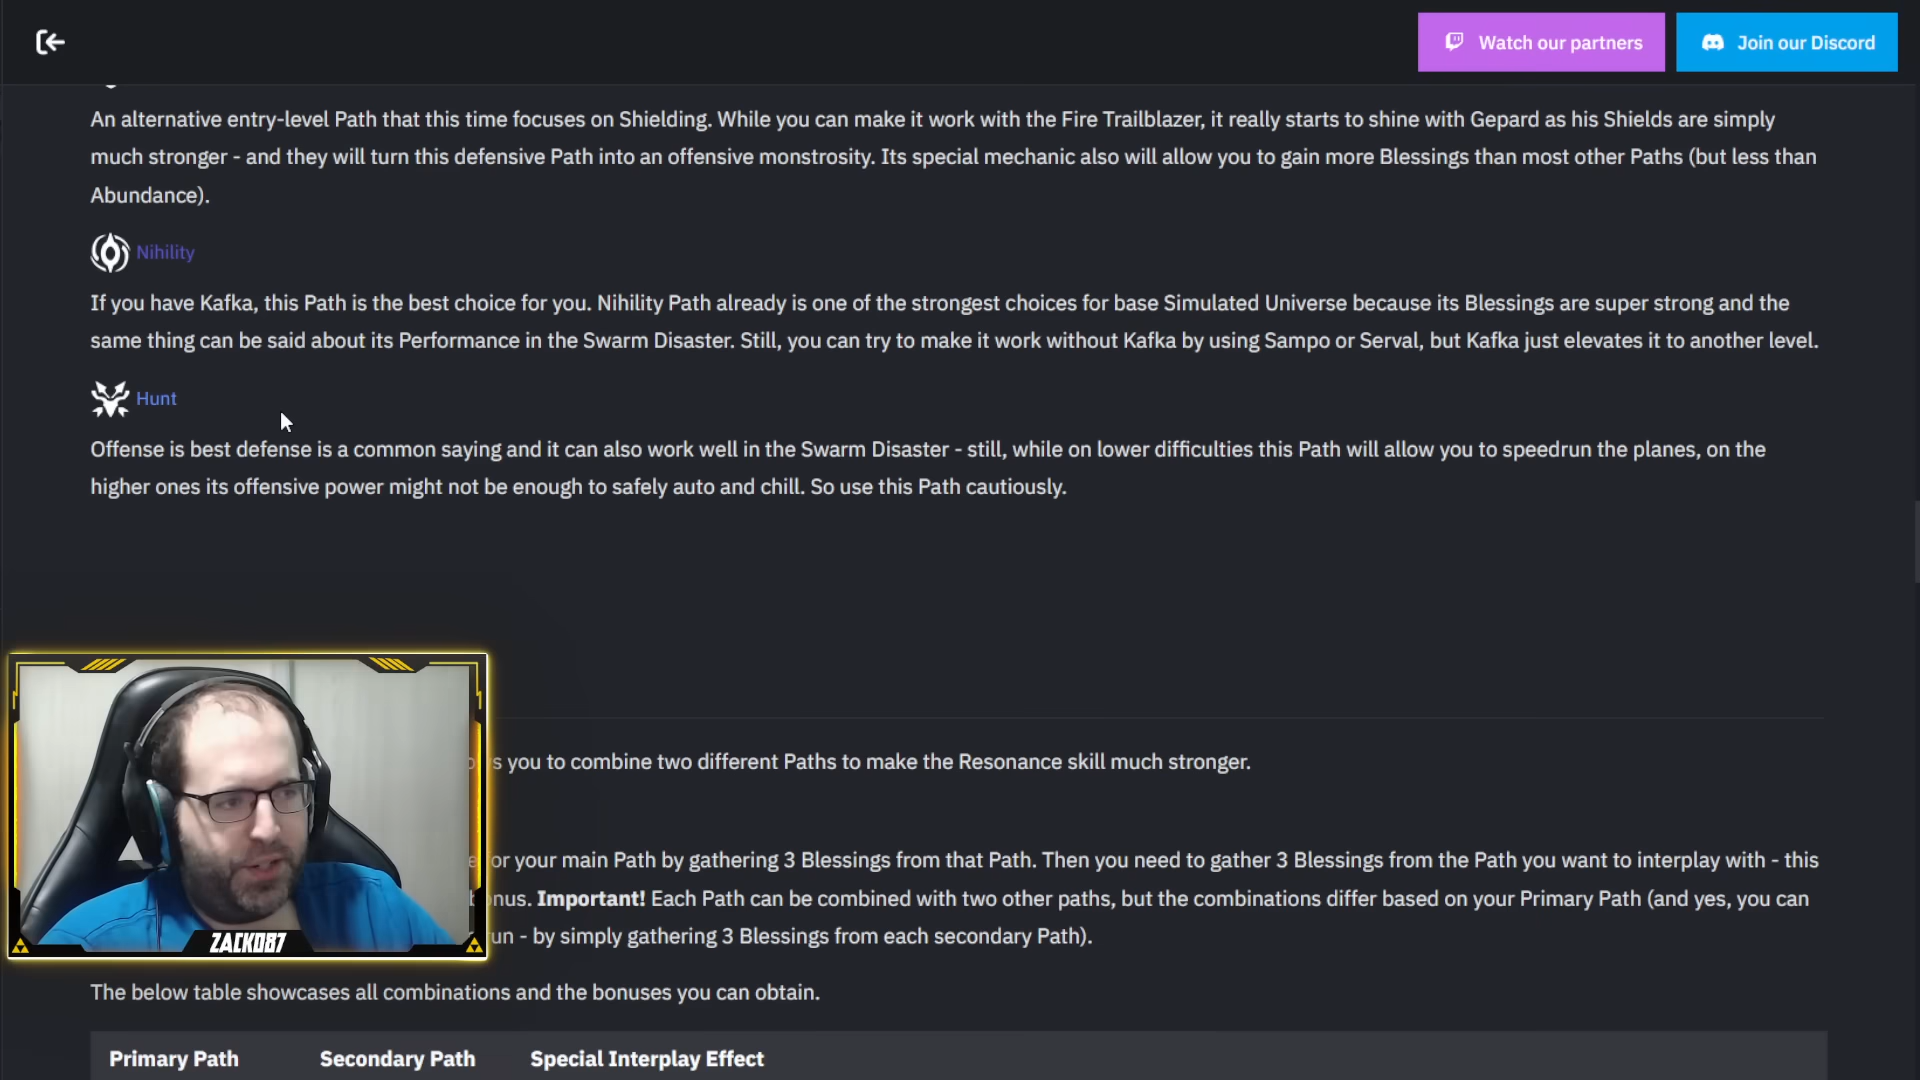 Watch our partners
Join our Discord
An alternative entry-level Path that this time focuses on Shielding. While you can make it work with the Fire Trailblazer, it really starts to shine with Gepard as his Shields are simply
much stronger - and they will turn this defensive Path into an offensive monstrosity. Its special mechanic also will allow you to gain more Blessings than most other Paths (but less than
Abundance).
Nihility
If you have Kafka, this Path is the best choice for you. Nihility Path already is one of the strongest choices for base Simulated Universe because its Blessings are super strong and the
same thing can be said about its Performance in the Swarm Disaster. Still, you can try to make it work without Kafka by using Sampo or Serval, but Kafka just elevates it to another level.
Hunt
Offense is best defense is a common saying and it can also work well in the Swarm Disaster - still, while on lower difficulties this Path will allow you to speedrun the planes, on the
higher ones its offensive power might not be enough to safely auto and chill. So use this Path cautiously.
you to combine two different Paths to make the Resonance skill much stronger.
for your main Path by gathering 3 Blessings from that Path. Then you need to gather 3 Blessings from the Path you want to interplay with - this
Important! Each Path can be combined with two other paths, but the combinations differ based on your Primary Path (and yes, you can
- by simply gathering 3 Blessings from each secondary Path).
ZACK087
The below table showcases all combinations and the bonuses you can obtain.
Primary Path Secondary Path Special Interplay Effect